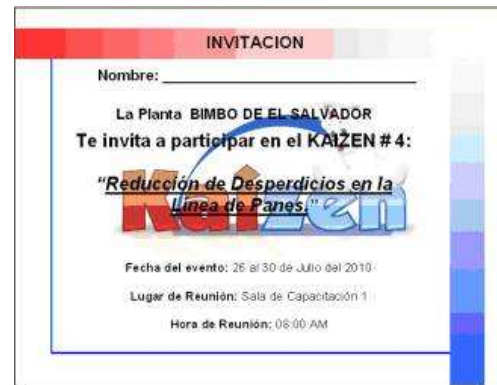 INVITACION
Nombre:
La Planta BIMBO DE EL SALVADOR
Te invita a participar en el KAIZEN # 4:
“Reducción de Desperdicios en la
Línea de Panes.”
Kaizen
Fecha del evento: 26 al 30 de Julio del 2010
Lugar de Reunión: Sala de Capacitación 1
Hora de Reunión: 08:00 AM